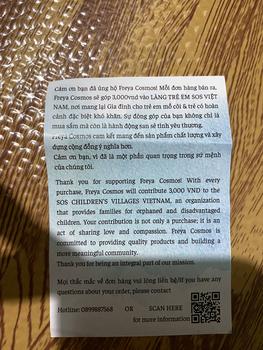 Cảm ơn bạn đã ủng hộ Freya Cosmos! Mỗi đơn hàng bán ra,
Freya Cosmos sẽ góp 3,000vnd vào LÀNG TRẺ EM SOS VIỆT
NAM, nơi mang lại Gia đình cho trẻ em mồ côi & trẻ có hoàn
cảnh đặc biệt khó khăn. Sự đóng góp của bạn không chỉ là
mua sắm mà còn là hành động san sẻ tình yêu thương.
Freya Cosmos cam kết mang đến sản phẩm chất lượng và xây
dựng cộng đồng ý nghĩa hơn.
Cảm ơn bạn, vì đã là một phần quan trọng trong sứ mệnh
của chúng tôi.
Thank you for supporting Freya Cosmos! With every
purchase, Freya Cosmos will contribute 3,000 VND to the
SOS CHILDREN'S VILLAGES VIETNAM, an organization
that provides families for orphaned and disadvantaged
children. Your contribution is not only a purchase; it is an
act of sharing love and compassion. Freya Cosmos is
committed to providing quality products and building a
more meaningful community.
Thank you for being an integral part of our mission.
Mọi thắc mắc về đơn hàng vui lòng liên hệ/If you have any
questions about your order, please contact
Hotline: 0899887568 OR SCAN HERE
for more information